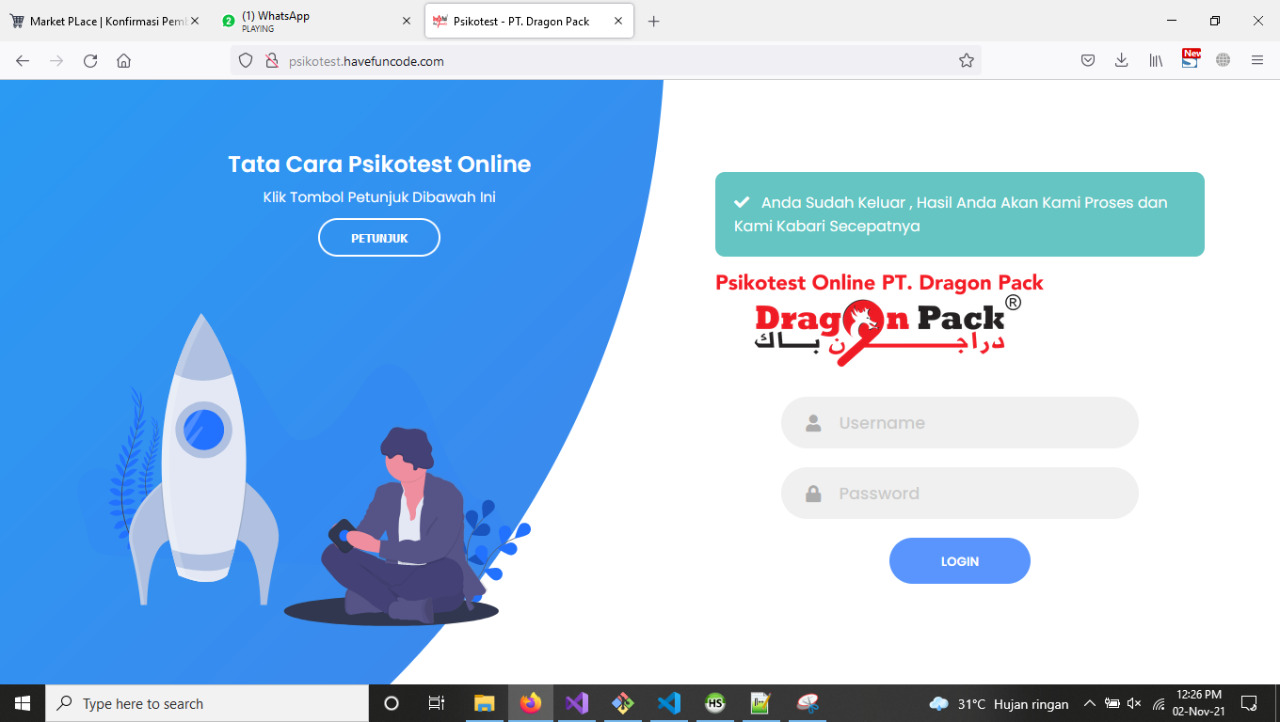 Market PLace | Konfirmasi Pem
2
(1) WhatsApp
PLAYING
Psikotest - PT. Dragon Pack
psikotest.havefuncode.com
New
Tata Cara Psikotest Online
Klik Tombol Petunjuk Dibawah Ini
PETUNJUK
Anda Sudah Keluar , Hasil Anda Akan Kami Proses dan
Kami Kabari Secepatnya
Psikotest Online PT. Dragon Pack
Dragon Pack®
دراجـــن بـــاك
Username
Password
LOGIN
Type here to search
HS
31°C Hujan ringan
12:26 PM
02-Nov-21